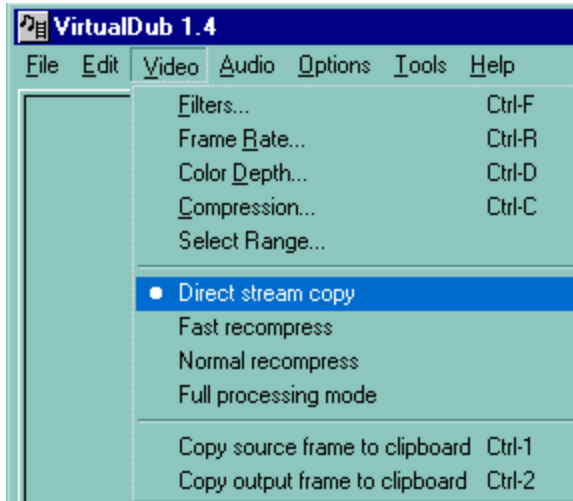 VirtualDub 1.4
File Edit Video Audio Options Tools Help
Filters... Ctrl-F
Frame Rate... Ctrl-R
Color Depth... Ctrl-D
Compression... Ctrl-C
Select Range...
Direct stream copy
Fast recompress
Normal recompress
Full processing mode
Copy source frame to clipboard Ctrl-1
Copy output frame to clipboard Ctrl-2